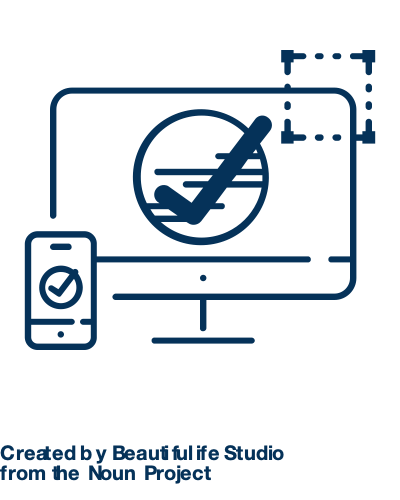 Created by Beautifulife Studio
from the Noun Project